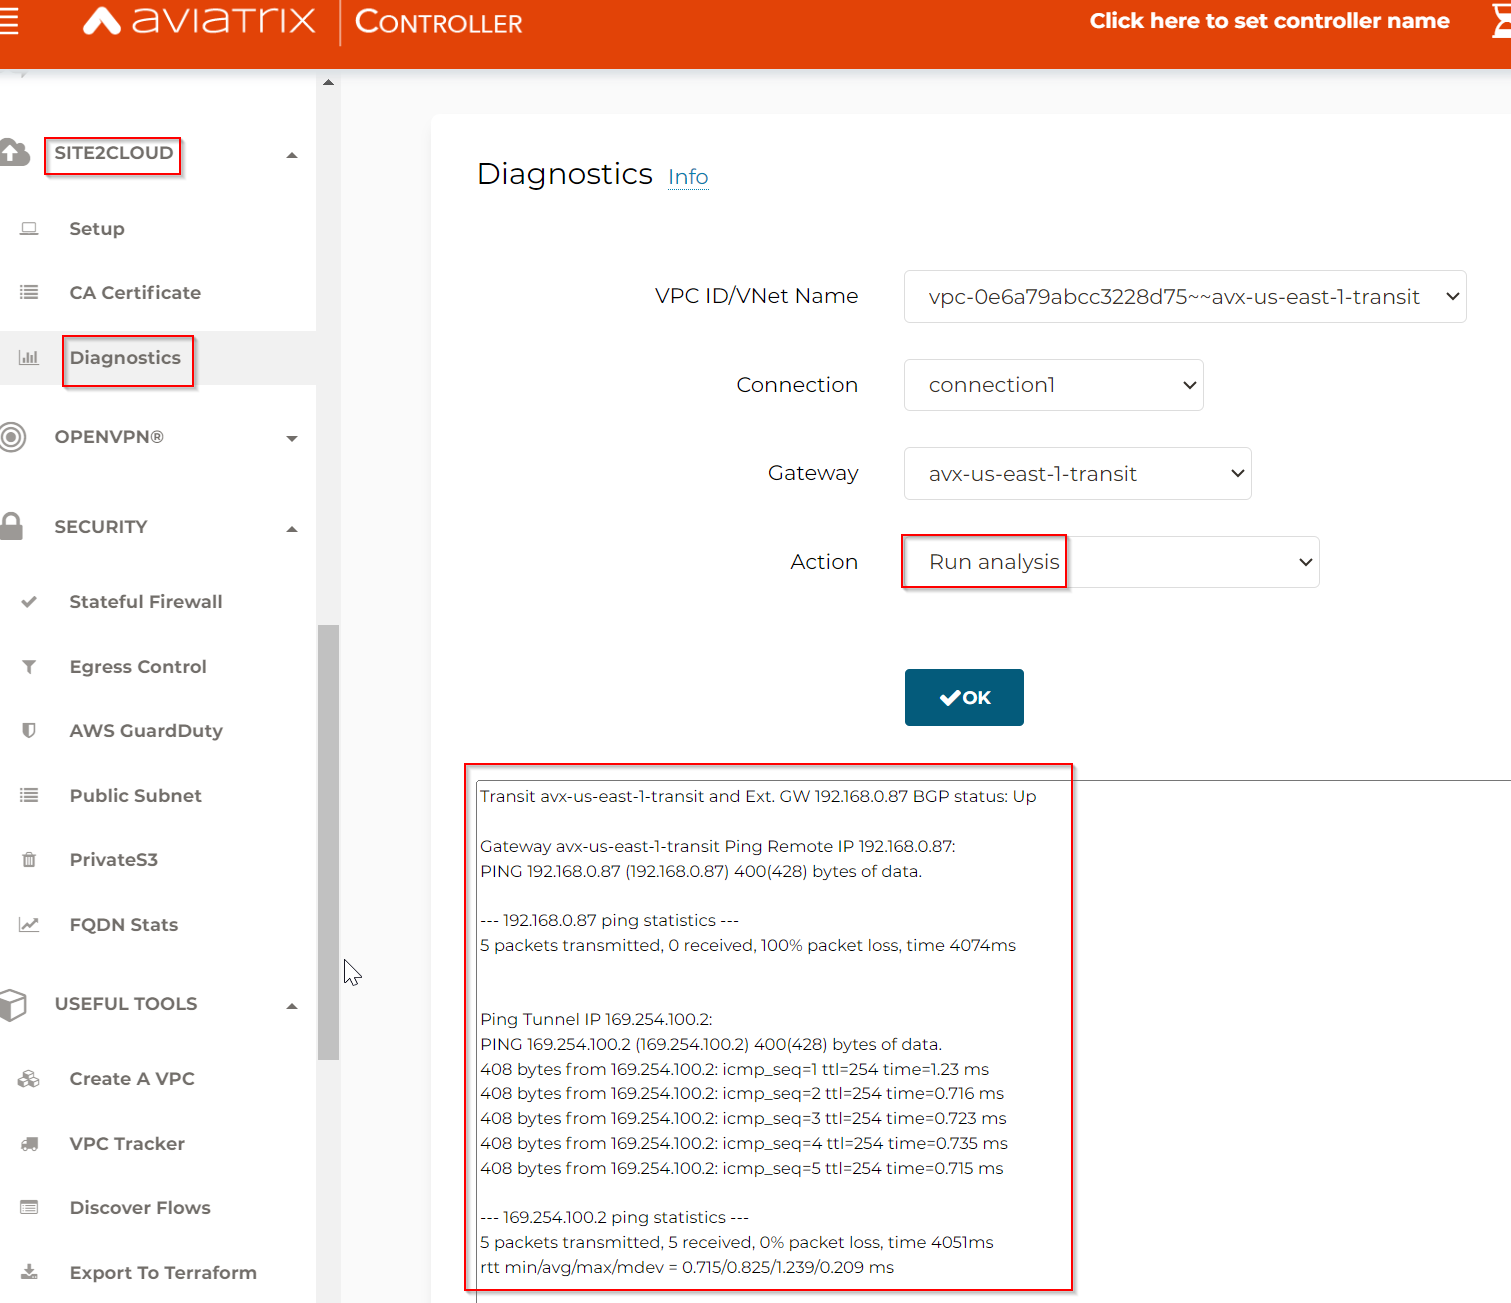 aviatrix | Controller
Click here to set controller name
SITE2CLOUD
Setup
CA Certificate
Diagnostics
OPENVPN®
SECURITY
Stateful Firewall
Egress Control
AWS GuardDuty
Public Subnet
PrivateS3
FQDN Stats
USEFUL TOOLS
Create A VPC
VPC Tracker
Discover Flows
Export To Terraform
Diagnostics Info
VPC ID/VNet Name vpc-0e6a79abcc3228d75~~avx-us-east-1-transit
Connection connection1
Gateway avx-us-east-1-transit
Action Run analysis
OK
Transit avx-us-east-1-transit and Ext. GW 192.168.0.87 BGP status: Up
Gateway avx-us-east-1-transit Ping Remote IP 192.168.0.87:
PING 192.168.0.87 (192.168.0.87) 400(428) bytes of data.
--- 192.168.0.87 ping statistics ---
5 packets transmitted, 0 received, 100% packet loss, time 4074ms
Ping Tunnel IP 169.254.100.2:
PING 169.254.100.2 (169.254.100.2) 400(428) bytes of data.
408 bytes from 169.254.100.2: icmp_seq=1 ttl=254 time=1.23 ms
408 bytes from 169.254.100.2: icmp_seq=2 ttl=254 time=0.716 ms
408 bytes from 169.254.100.2: icmp_seq=3 ttl=254 time=0.723 ms
408 bytes from 169.254.100.2: icmp_seq=4 ttl=254 time=0.735 ms
408 bytes from 169.254.100.2: icmp_seq=5 ttl=254 time=0.715 ms
--- 169.254.100.2 ping statistics ---
5 packets transmitted, 5 received, 0% packet loss, time 4051ms
rtt min/avg/max/mdev = 0.715/0.825/1.239/0.209 ms